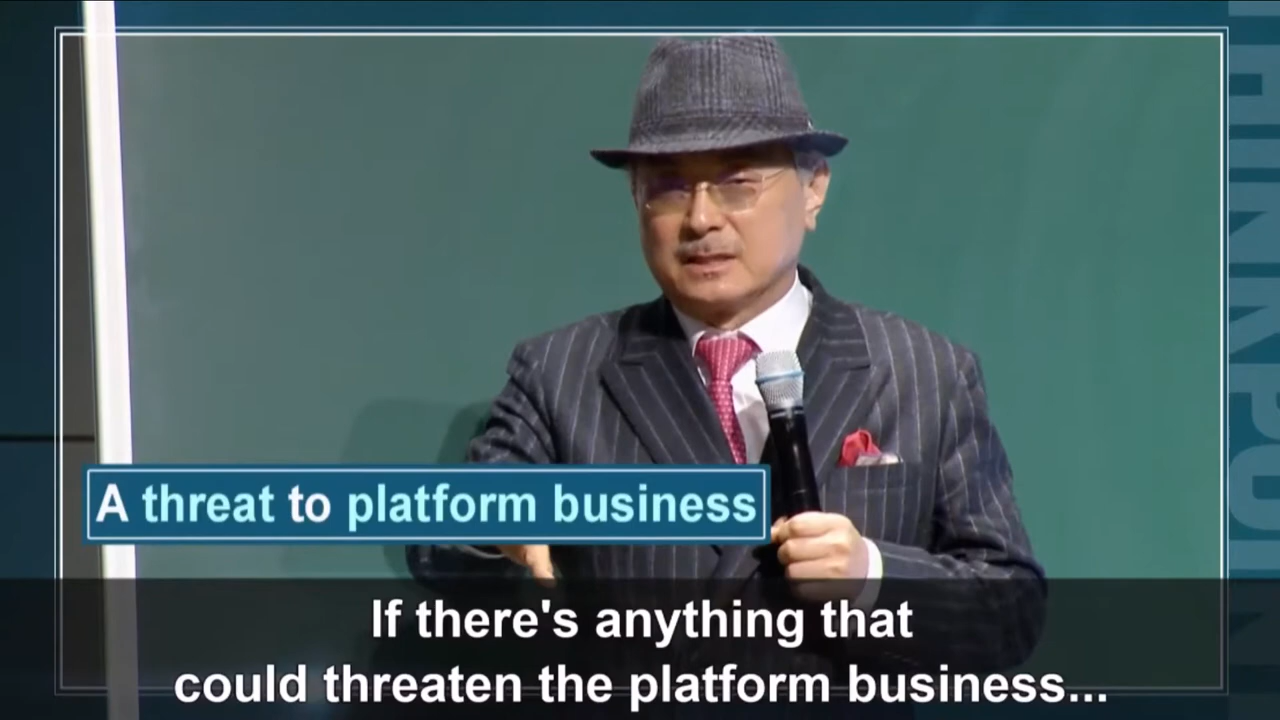 A threat to platform business
If there's anything that
could threaten the platform business...